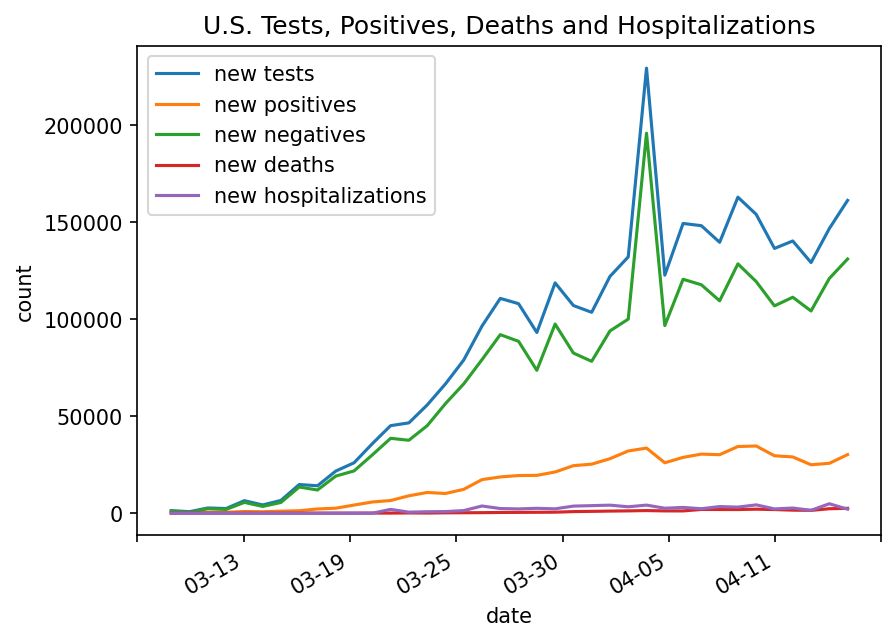 U.S. Tests, Positives, Deaths and Hospitalizations
new tests
new positives
new negatives
new deaths
new hospitalizations
200000
150000
100000
50000
0
count
03-13
03-19
03-25
03-30
04-05
04-11
date